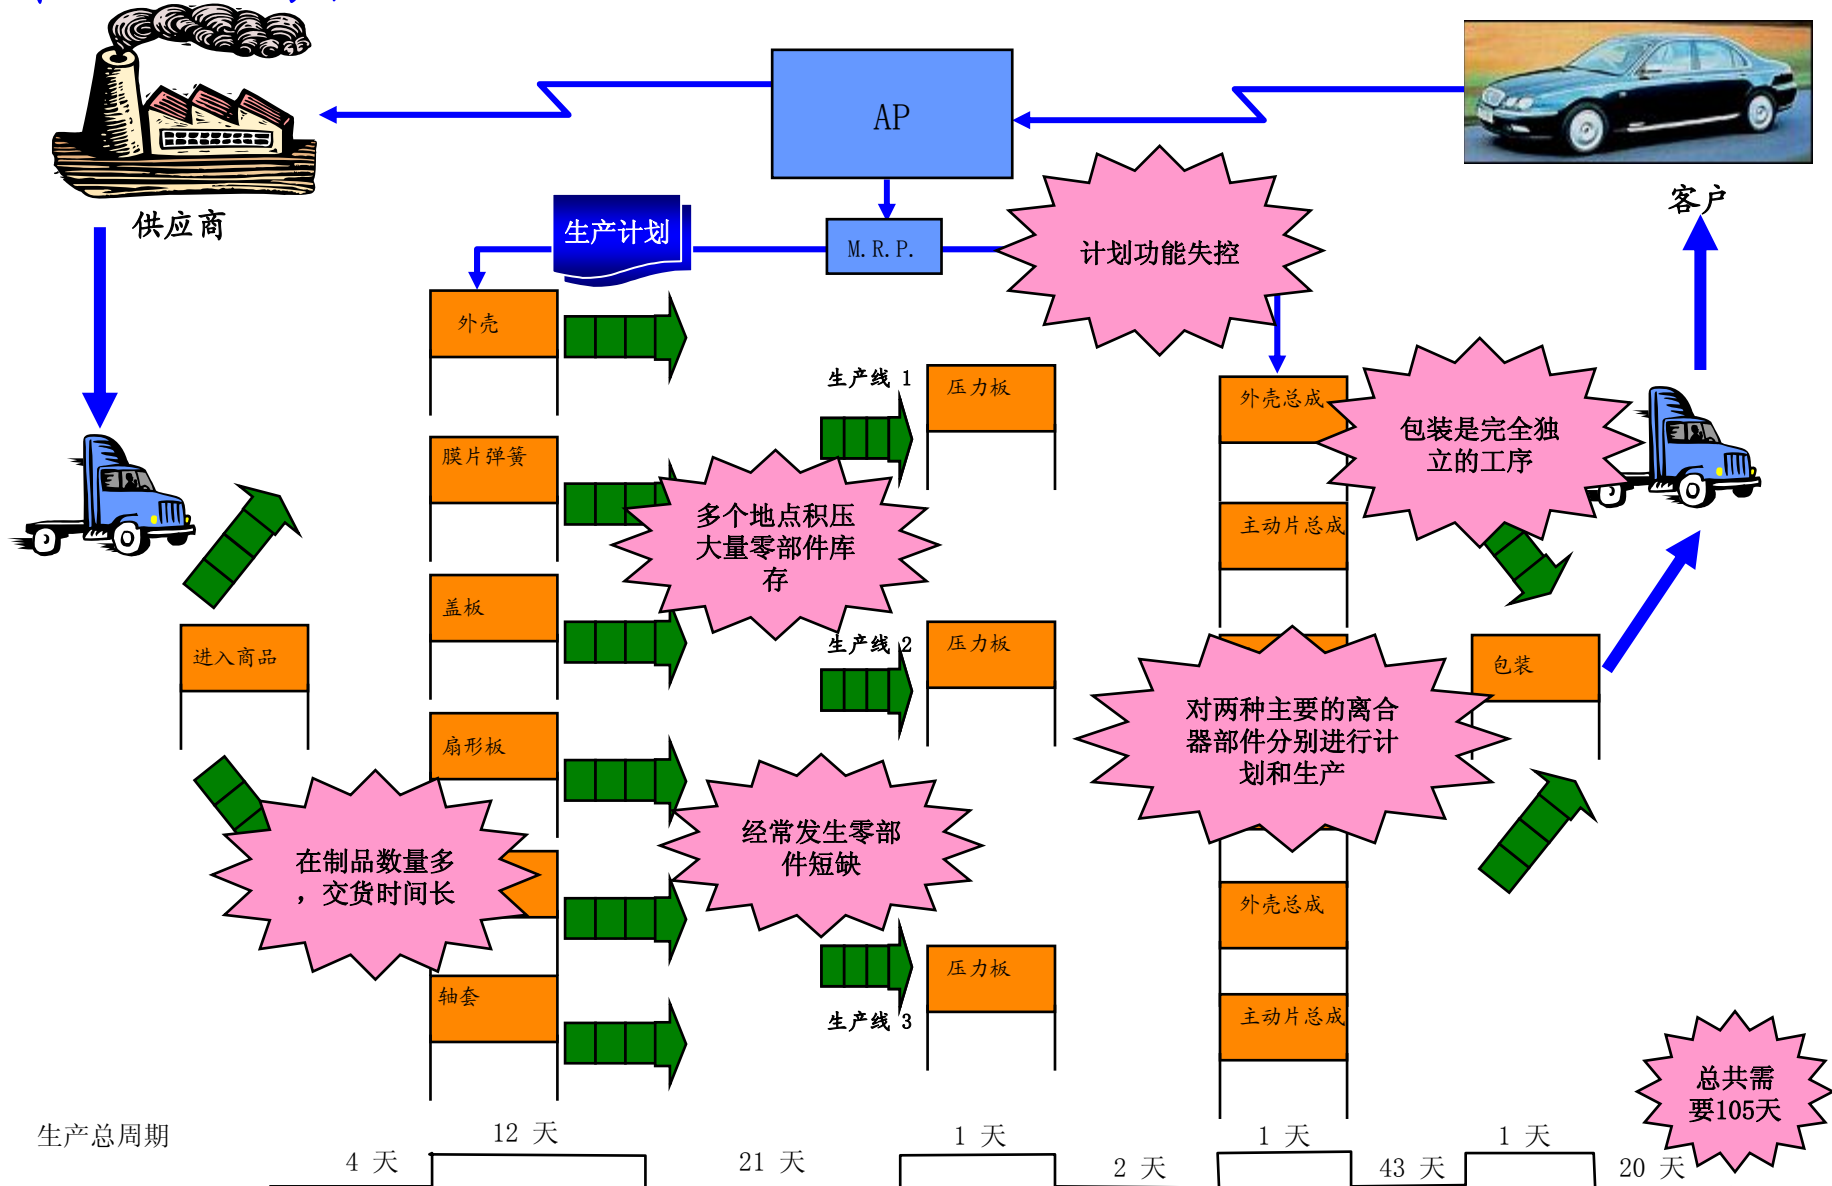 AP
供应商
客户
生产计划
M.R.P.
计划功能失控
外壳
生产线 1
压力板
外壳总成
包装是完全独
立的工序
膜片弹簧
多个地点积压
大量零部件库
存
主动片总成
盖板
生产线 2
压力板
进入商品
包装
扇形板
对两种主要的离合
器部件分别进行计
划和生产
经常发生零部
件短缺
在制品数量多
，交货时间长
外壳总成
压力板
轴套
生产线 3
主动片总成
总共需
要105天
生产总周期
12 天
1 天
1 天
1 天
4 天
21 天
2 天
43 天
20 天